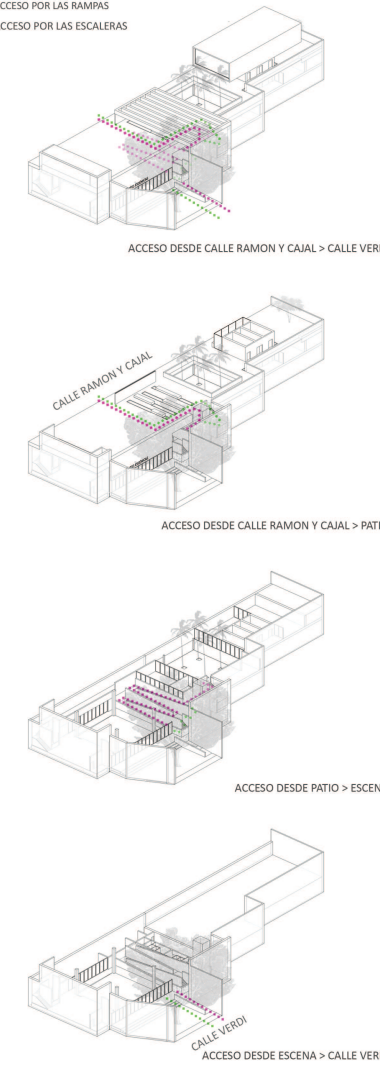 CCESO POR LAS RAMPAS
CCESO POR LAS ESCALERAS
ACCESO DESDE CALLE RAMON Y CAJAL > CALLE VER
CALLE RAMON Y CAJAL
ACCESO DESDE CALLE RAMON Y CAJAL > PATI
ACCESO DESDE PATIO > ESCEN
CALLE VERDI
ACCESO DESDE ESCENA > CALLE VER